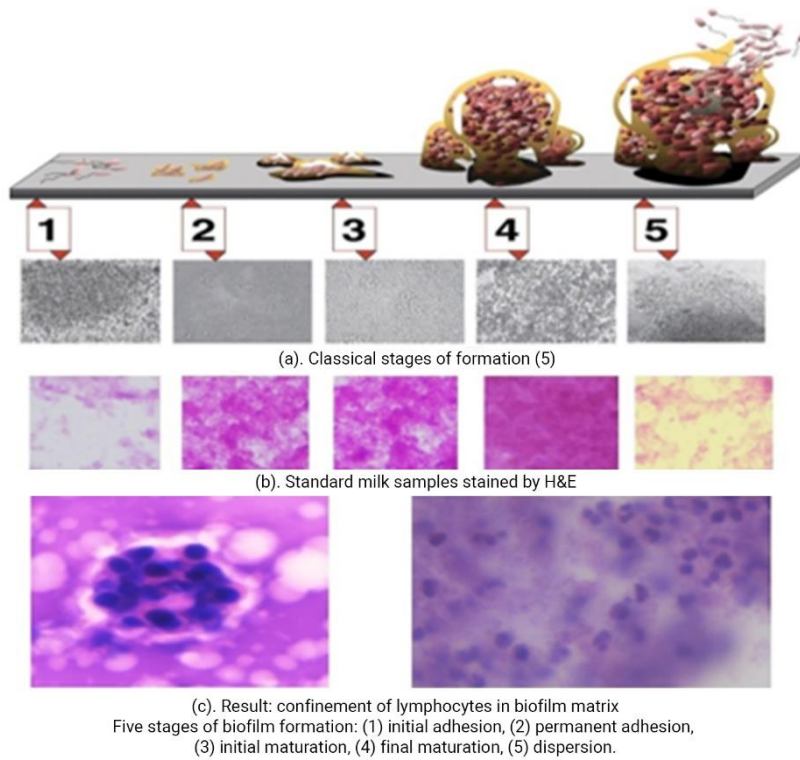 1 2 3 4 5
(a). Classical stages of formation (5)
(b). Standard milk samples stained by H&E
(c). Result: confinement of lymphocytes in biofilm matrix
Five stages of biofilm formation: (1) initial adhesion, (2) permanent adhesion,
(3) initial maturation, (4) final maturation, (5) dispersion.